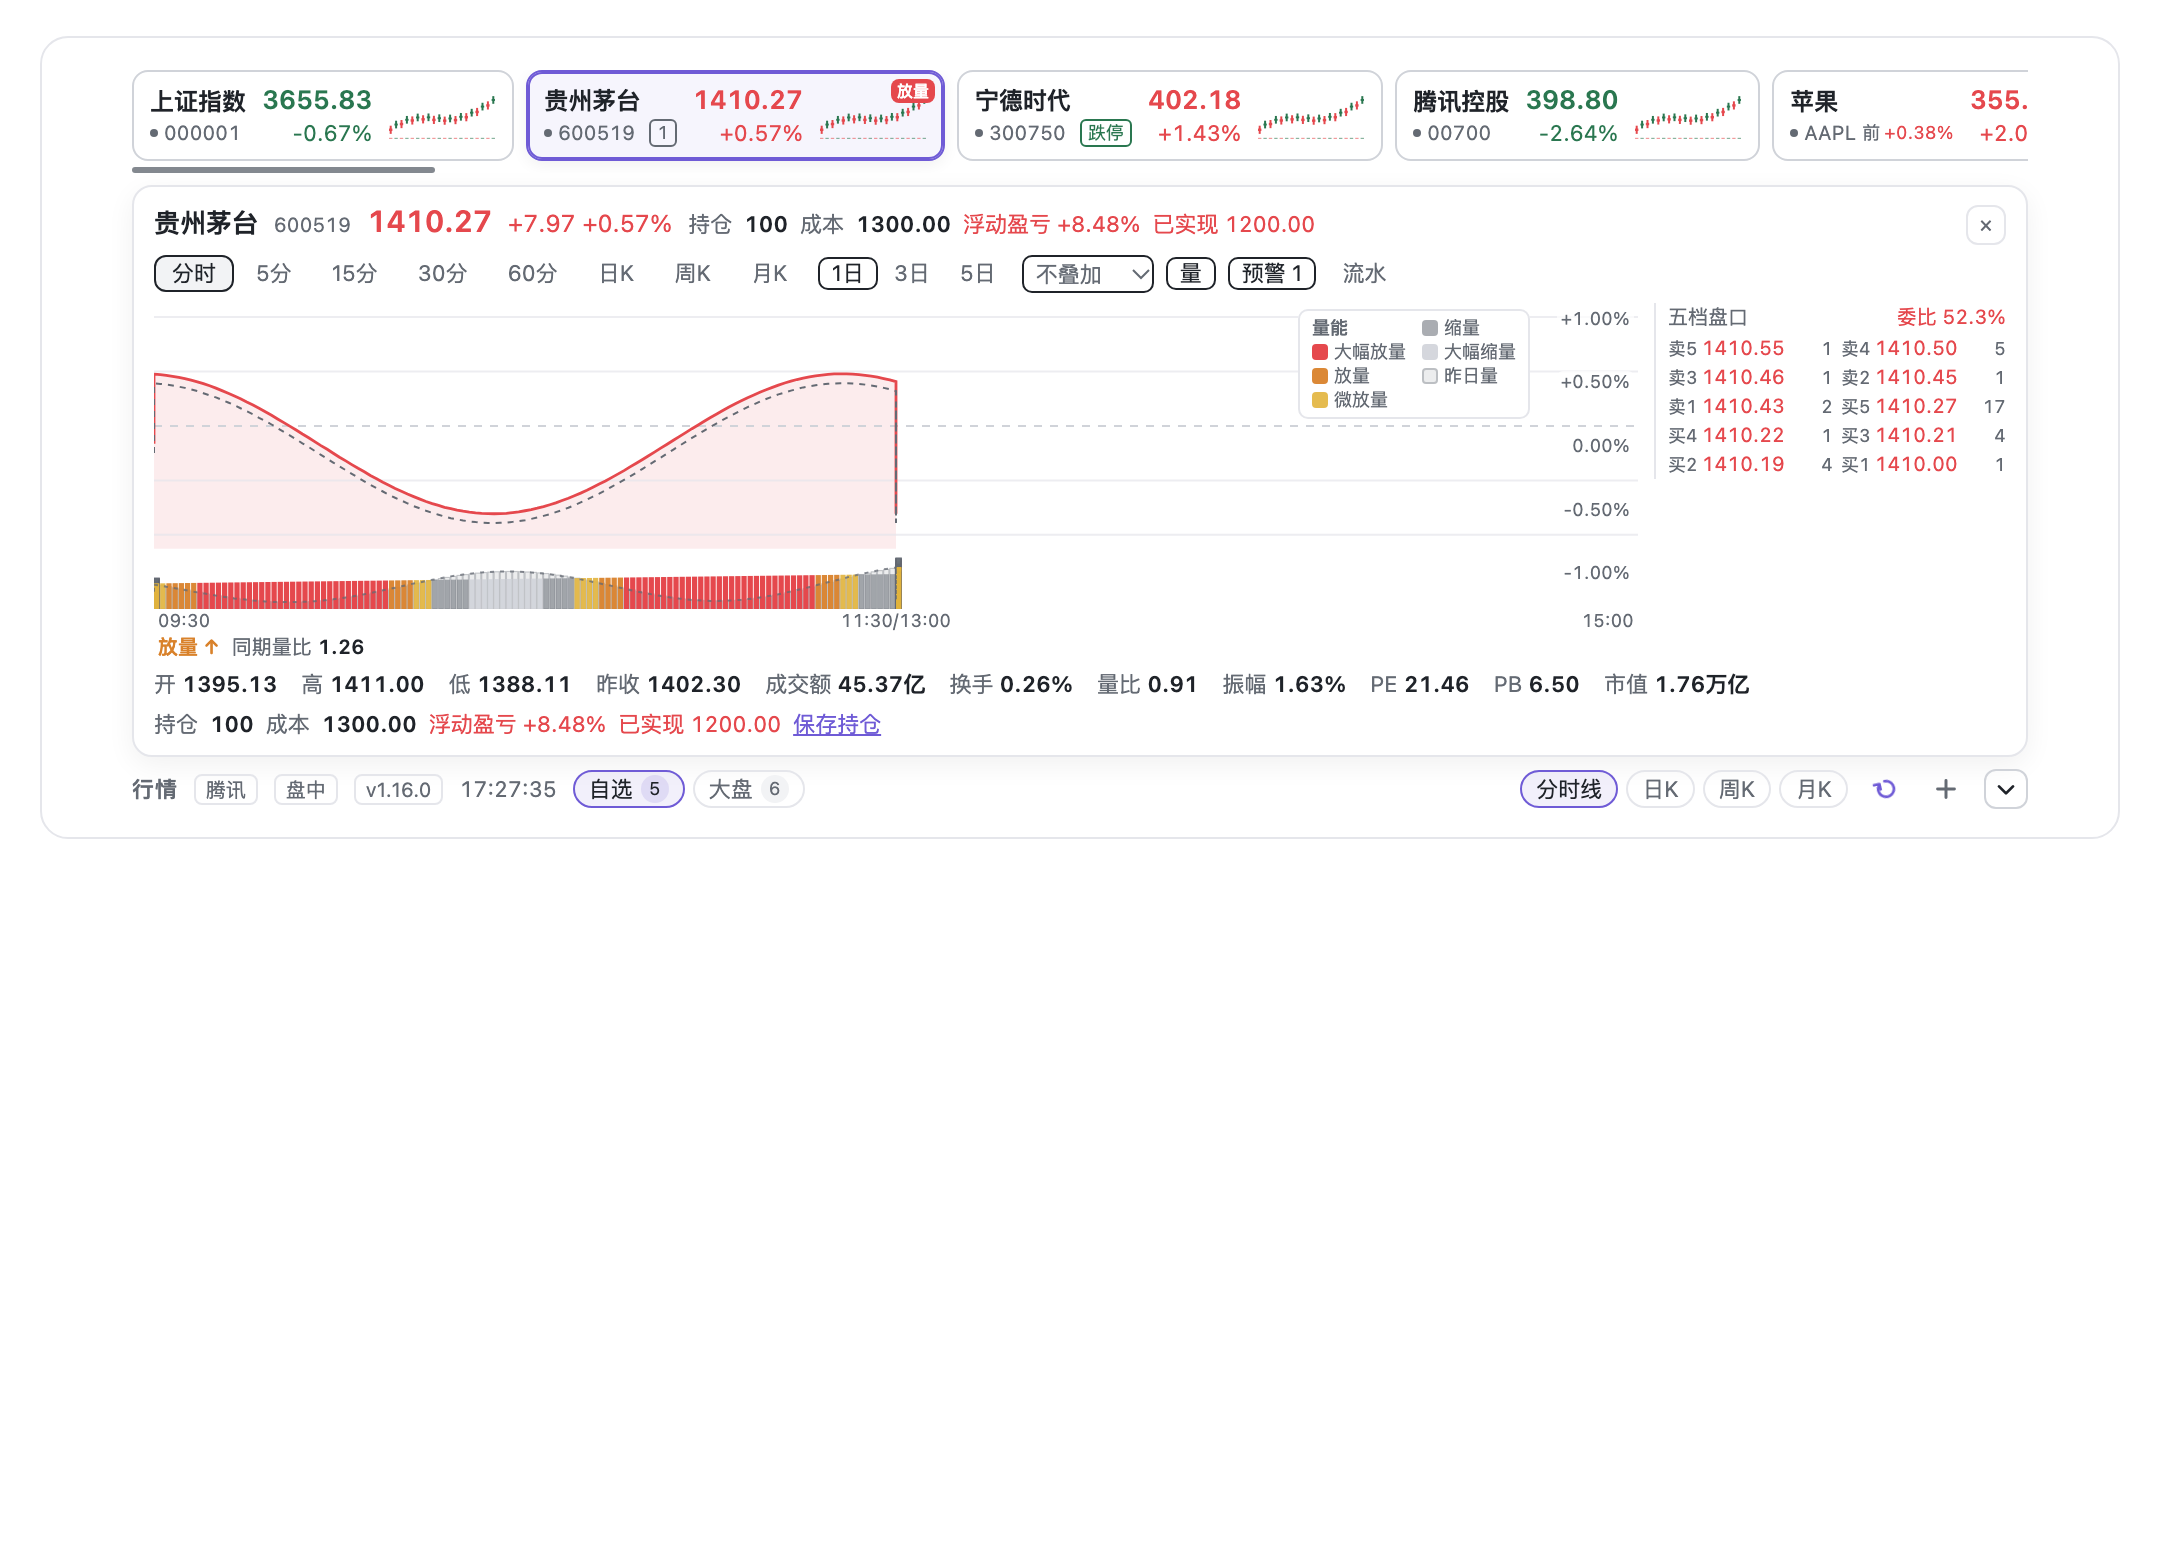 上证指数 3655.83
000001 -0.67%
贵州茅台 1410.27 放量
600519 1 +0.57%
宁德时代 402.18
300750 跌停 +1.43%
腾讯控股 398.80
00700 -2.64%
苹果 355.
AAPL 前+0.38% +2.0
贵州茅台 600519 1410.27 +7.97 +0.57% 持仓 100 成本 1300.00 浮动盈亏 +8.48% 已实现 1200.00 ×
分时 5分 15分 30分 60分 日K 周K 月K 1日 3日 5日 不叠加 量 预警 1 流水
量能 缩量
大幅放量 大幅缩量
放量 昨日量
微放量
+1.00%
+0.50%
0.00%
-0.50%
-1.00%
09:30 11:30/13:00 15:00
五档盘口 委比 52.3%
卖5 1410.55 1 卖4 1410.50 5
卖3 1410.46 1 卖2 1410.45 1
卖1 1410.43 2 买5 1410.27 17
买4 1410.22 1 买3 1410.21 4
买2 1410.19 4 买1 1410.00 1
放量 ↑ 同期量比 1.26
开 1395.13 高 1411.00 低 1388.11 昨收 1402.30 成交额 45.37亿 换手 0.26% 量比 0.91 振幅 1.63% PE 21.46 PB 6.50 市值 1.76万亿
持仓 100 成本 1300.00 浮动盈亏 +8.48% 已实现 1200.00 保存持仓
行情 腾讯 盘中 v1.16.0 17:27:35 自选 5 大盘 6 分时线 日K 周K 月K